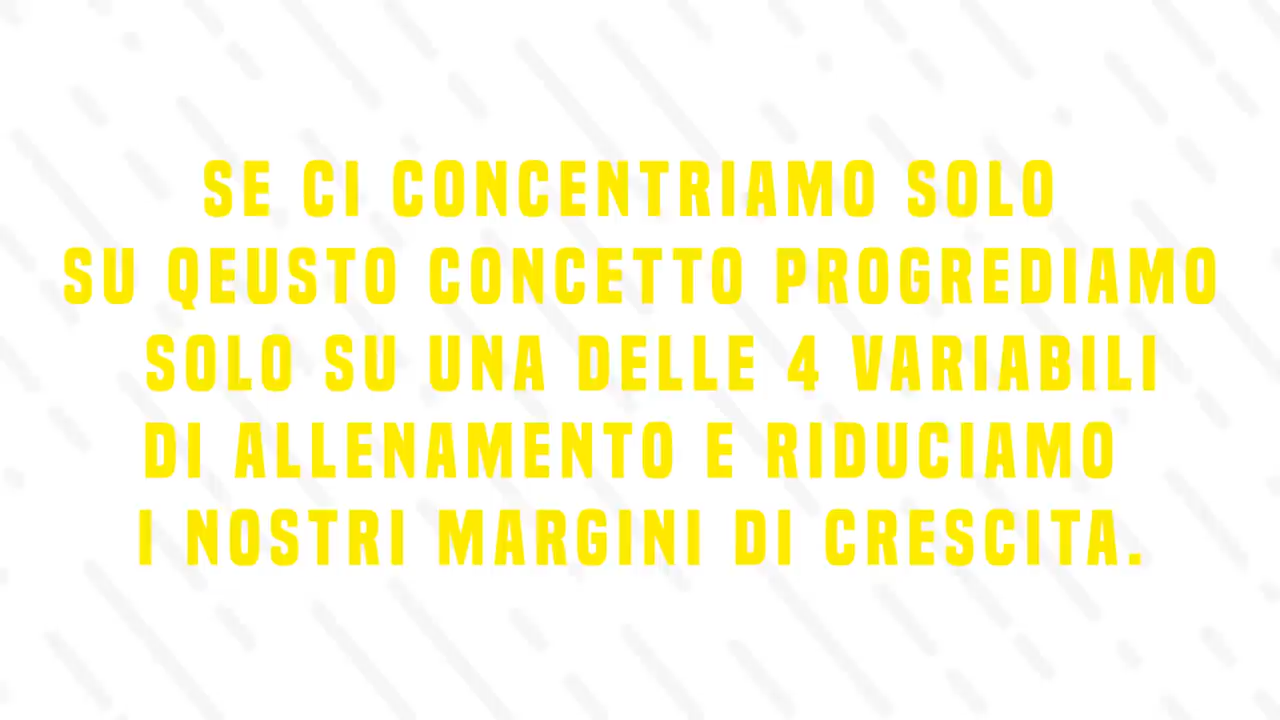 SE CI CONCENTRIAMO SOLO
SU QEUSTO CONCETTO PROGREDIAMO
SOLO SU UNA DELLE 4 VARIABILI
DI ALLENAMENTO E RIDUCIAMO
I NOSTRI MARGINI DI CRESCITA.